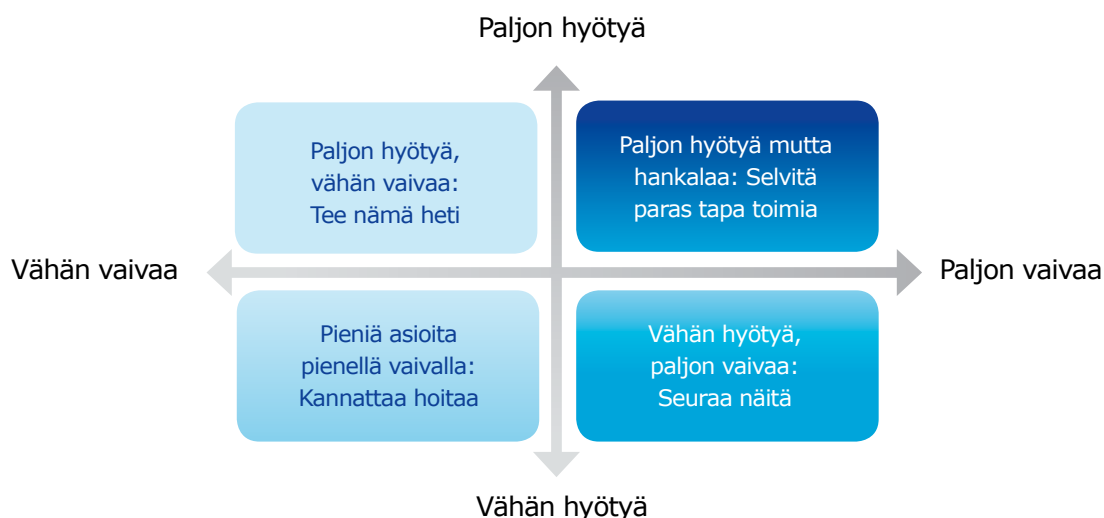 Paljon hyötyä
Paljon hyötyä,
vähän vaivaa:
Tee nämä heti
Paljon hyötyä mutta
hankalaa: Selvitä
paras tapa toimia
Vähän vaivaa
Paljon vaivaa
Pieniä asioita
pienellä vaivalla:
Kannattaa hoitaa
Vähän hyötyä,
paljon vaivaa:
Seuraa näitä
Vähän hyötyä